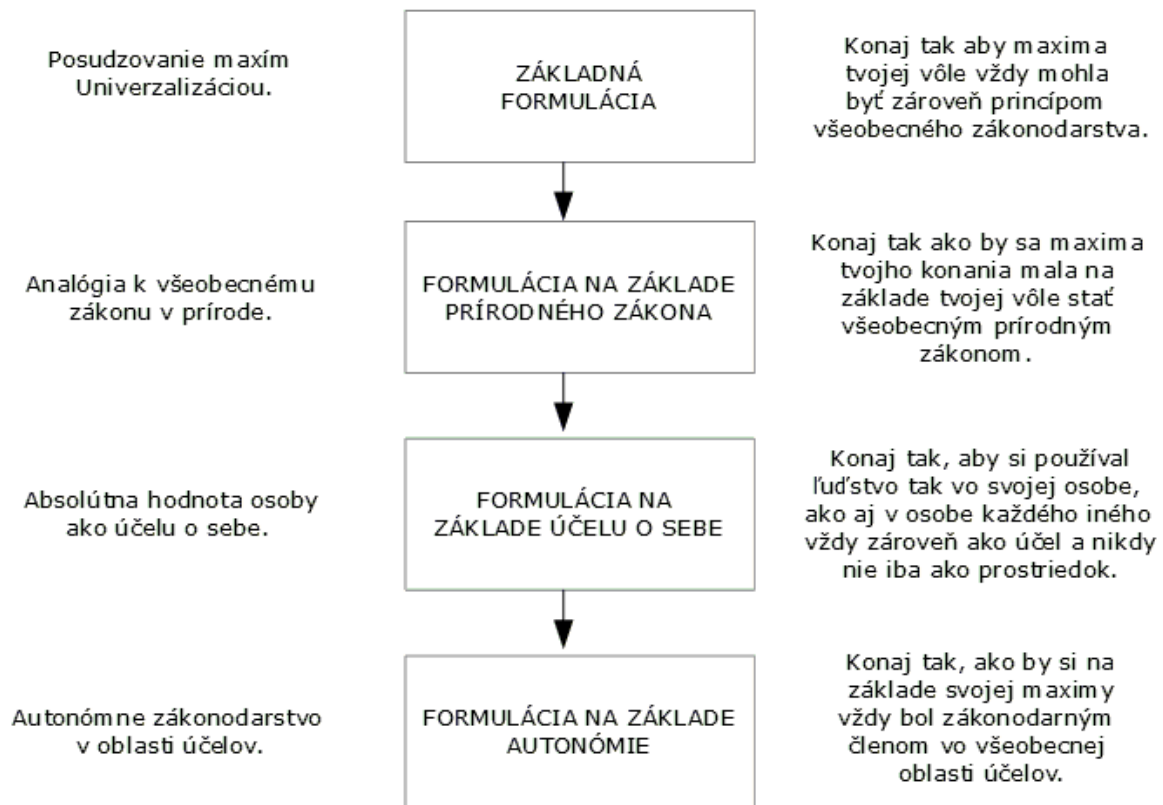 Posudzovanie maxím
Univerzalizáciou.
ZÁKLADNÁ
FORMULÁCIA
Konaj tak aby maxima
tvojej vôle vždy mohla
byť zároveň princípom
všeobecného zákonodarstva.
Analógia k všeobecnému
zákonu v prírode.
FORMULÁCIA NA ZÁKLADE
PRÍRODNÉHO ZÁKONA
Konaj tak ako by sa maxima
tvojho konania mala na
základe tvojej vôle stať
všeobecným prírodným
zákonom.
Absolútna hodnota osoby
ako účelu o sebe.
FORMULÁCIA NA
ZÁKLADE ÚČELU O SEBE
Konaj tak, aby si používal
ľuďstvo tak vo svojej osobe,
ako aj v osobe každého iného
vždy zároveň ako účel a nikdy
nie iba ako prostriedok.
Autonómne zákonodarstvo
v oblasti účelov.
FORMULÁCIA NA ZÁKLADE
AUTONÓMIE
Konaj tak, ako by si na
základe svojej maximy
vždy bol zákonodarným
členom vo všeobecnej
oblasti účelov.